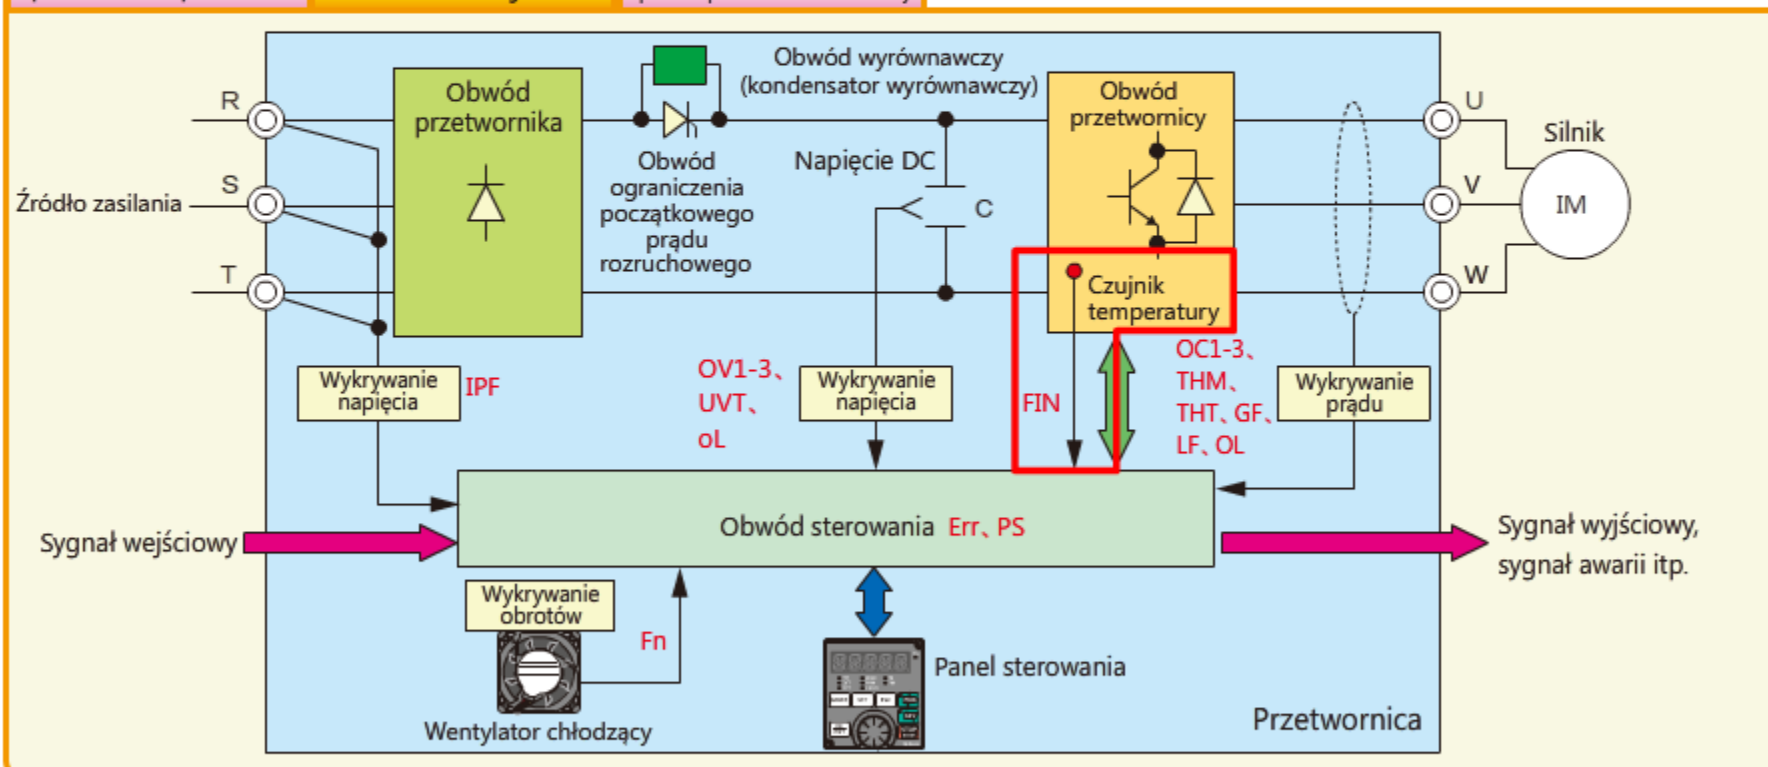 Obwód wyrównawczy
(kondensator wyrównawczy)
Obwód
przetwornika
Obwód
przetwornicy
R
U
Silnik
Obwód
ograniczenia
początkowego
prądu
rozruchowego
Napięcie DC
C
Źródło zasilania
S
V
IM
T
W
Czujnik
temperatury
Wykrywanie
napięcia
IPF
OV1-3、
UVT、
oL
Wykrywanie
napięcia
FIN
OC1-3、
THM、
THT、GF、
LF、OL
Wykrywanie
prądu
Sygnał wejściowy
Obwód sterowania Err、PS
Sygnał wyjściowy,
sygnał awarii itp.
Wykrywanie
obrotów
Fn
Panel sterowania
Wentylator chłodzący
Przetwornica